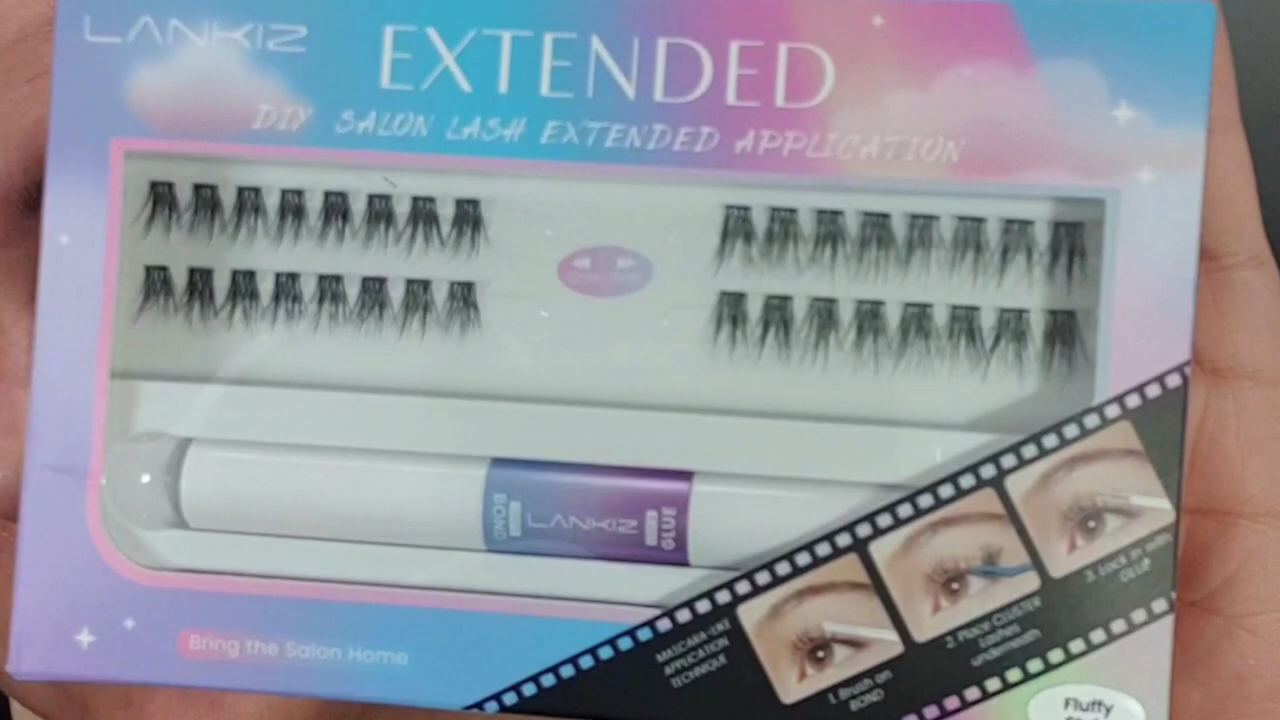 LANKIZ
EXTENDED
DIY SALON LASH EXTENDED APPLICATION
BOND
LANKIZ
GLUE
Bring the Salon Home
MASCARA-LIKE
APPLICATION
TECHNIQUE
1. Brush on
BOND
2. Place CLUSTER
Lashes
underneath
3. Lock in with
GLUE
Fluffy